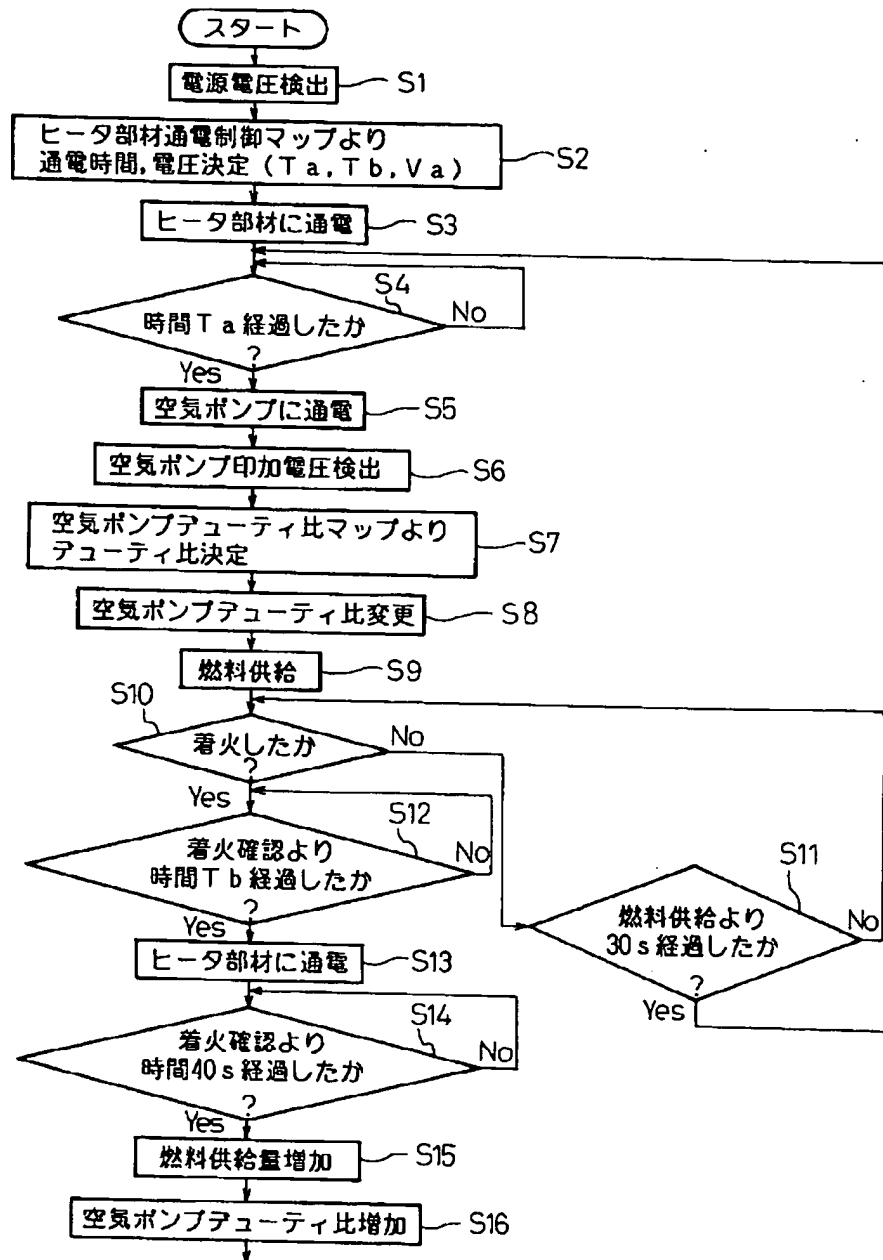 スタート
電源電圧検出
S1
ヒータ部材通電制御マップより
通電時間,電圧決定(Ta,Tb,Va)
S2
ヒータ部材に通電
S3
S4
時間Ta経過したか
?
No
Yes
空気ポンプに通電
S5
空気ポンプ印加電圧検出
S6
空気ポンプデューティ比マップより
デューティ比決定
S7
空気ポンプデューティ比変更
S8
燃料供給
S9
S10
着火したか
?
No
Yes
S12
着火確認より
時間Tb経過したか
?
No
Yes
S11
燃料供給より
30s経過したか
?
No
Yes
ヒータ部材に通電
S13
S14
着火確認より
時間40s経過したか
?
No
Yes
燃料供給量増加
S15
空気ポンプデューティ比増加
S16